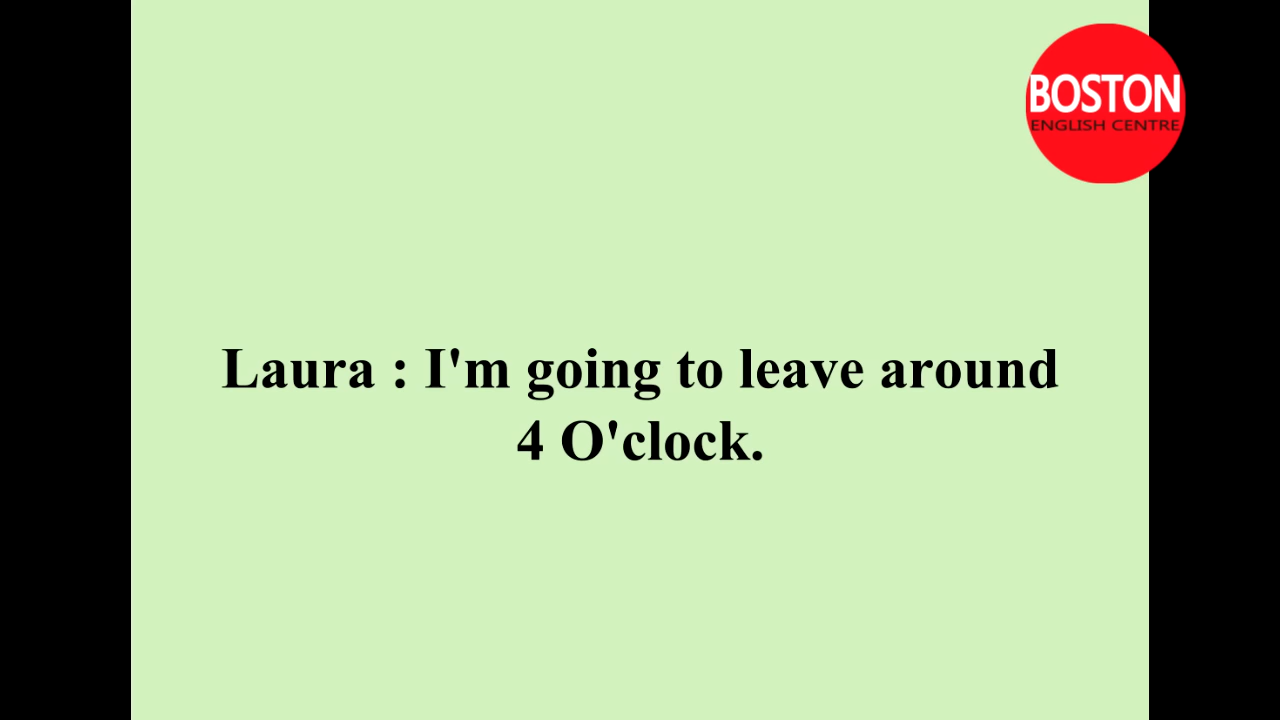 BOSTON
ENGLISH CENTRE
Laura : I'm going to leave around
4 O'clock.